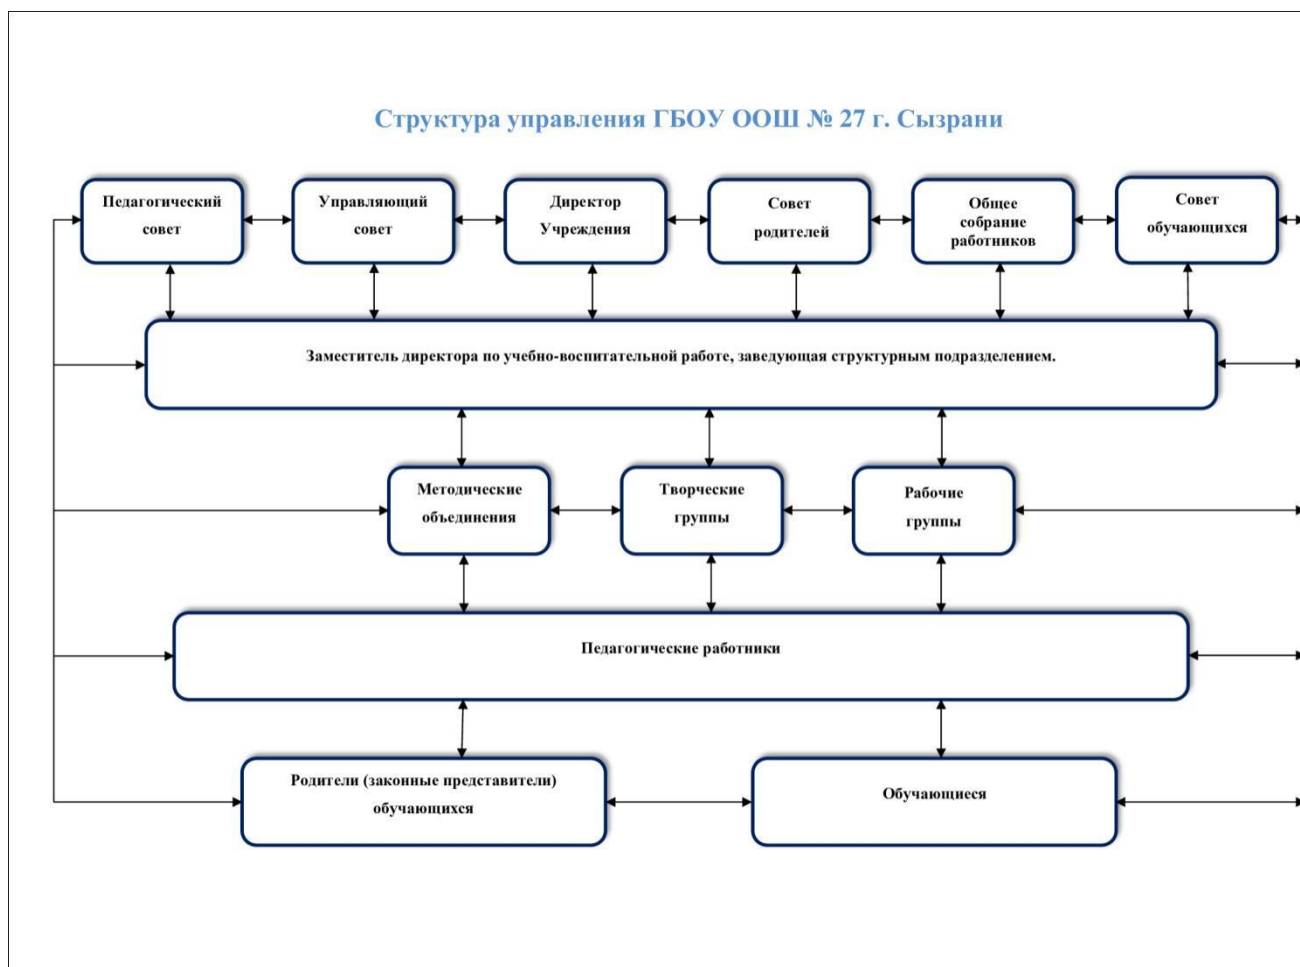 Структура управления ГБОУ ООШ № 27 г. Сызрани
Педагогический
совет
Управляющий
совет
Директор
Учреждения
Совет
родителей
Общее
собрание
работников
Совет
обучающихся
Заместитель директора по учебно-воспитательной работе, заведующая структурным подразделением.
Методические
объединения
Творческие
группы
Рабочие
группы
Педагогические работники
Родители (законные представители)
обучающихся
Обучающиеся